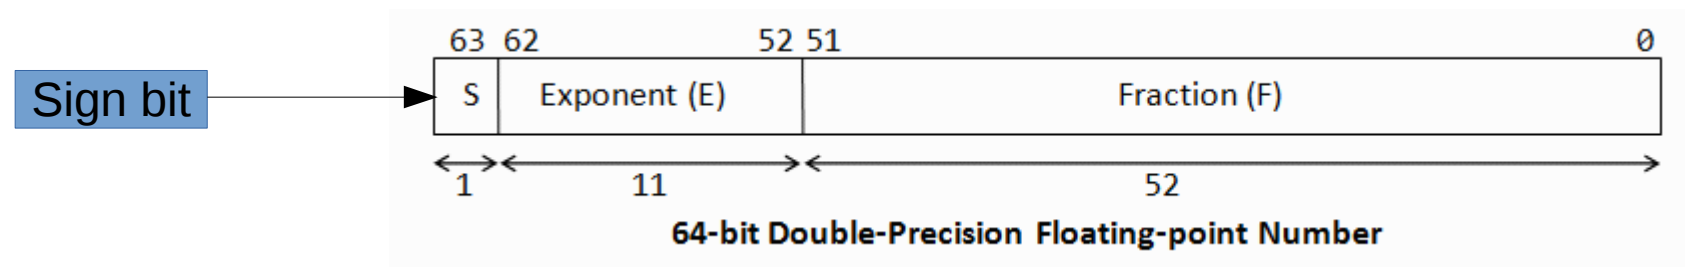 63 62 52 51 0
Sign bit S Exponent (E) Fraction (F)
1 11 52
64-bit Double-Precision Floating-point Number